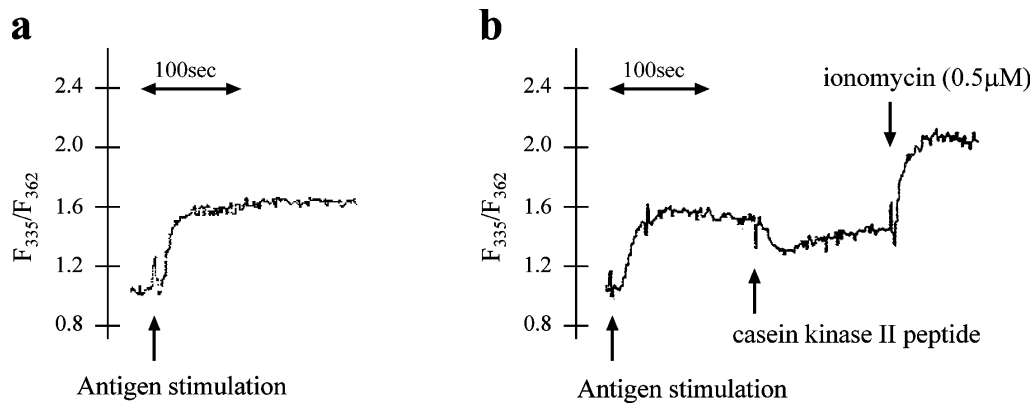 a
100sec
2.4
2.0
1.6
1.2
0.8
F335/F362
Antigen stimulation
b
100sec
ionomycin (0.5μM)
2.4
2.0
1.6
1.2
0.8
F335/F362
casein kinase II peptide
Antigen stimulation